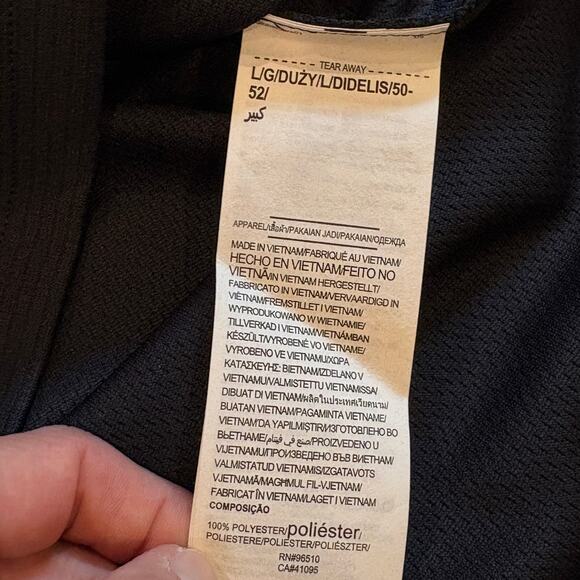 TEAR AWAY
L/G/DUŻY/L/DIDELIS/50-
52/
كبير
APPAREL/เสื้อผ้า/PAKAIAN JADI/PAKAIAN/ОДЕЖДА
MADE IN VIETNAM/FABRIQUÉ AU VIETNAM/
HECHO EN VIETNAM/FEITO NO
VIETNÃ/IN VIETNAM HERGESTELLT/
FABBRICATO IN VIETNAM/VERVAARDIGD IN
VIËTNAM/FREMSTILLET I VIETNAM/
WYPRODUKOWANO W WIETNAMIE/
TILLVERKAD I VIETNAM/VIETNÁMBAN
KÉSZÜLT/VYROBENÉ VO VIETNAME/
VYROBENO VE VIETNAMU/ΧΩΡΑ
ΚΑΤΑΣΚΕΥΗΣ: ΒΙΕΤΝΑΜ/IZDELANO V
VIETNAMU/VALMISTETTU VIETNAMISSA/
DIBUAT DI VIETNAM/ผลิตในประเทศเวียดนาม/
BUATAN VIETNAM/PAGAMINTA VIETNAME/
VIETNAM'DA YAPILMIŞTIR/ИЗГОТОВЛЕНО ВО
ВЬЕТНАМЕ/صنع في فيتنام/PROIZVEDENO U
VIJETNAMU/ПРОИЗВЕДЕНО ВЪВ ВИЕТНАМ/
VALMISTATUD VIETNAMIS/IZGATAVOTS
VJETNAMĀ/MAGHMUL FIL-VJETNAM/
FABRICAT ÎN VIETNAM/LAGET I VIETNAM
COMPOSIÇÃO
100% POLYESTER/poliéster/
POLIESTERE/POLIESTER/POLIÉSZTER/
RN#96510
CA#41095